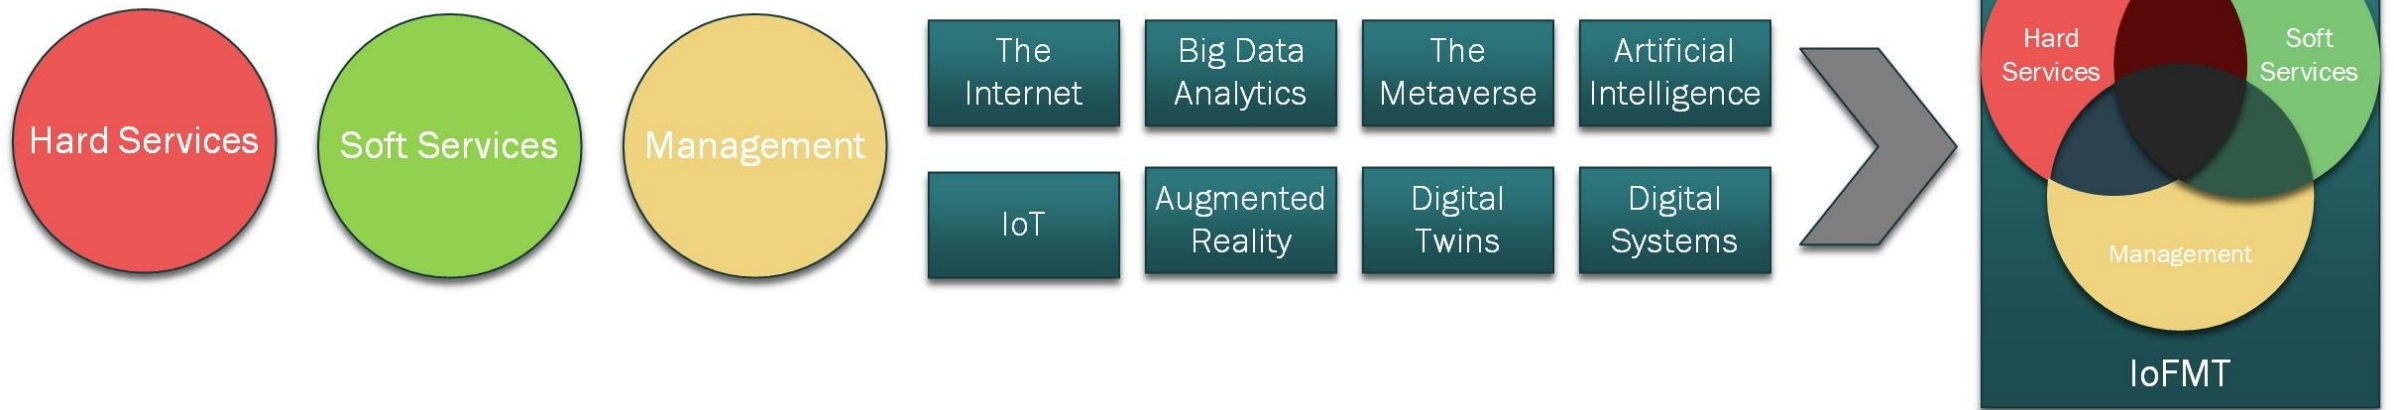 Hard Services
Soft Services
Management
The
Internet
Big Data
Analytics
The
Metaverse
Artificial
Intelligence
IoT
Augmented
Reality
Digital
Twins
Digital
Systems
Hard
Services
Soft
Services
Management
IoFMT